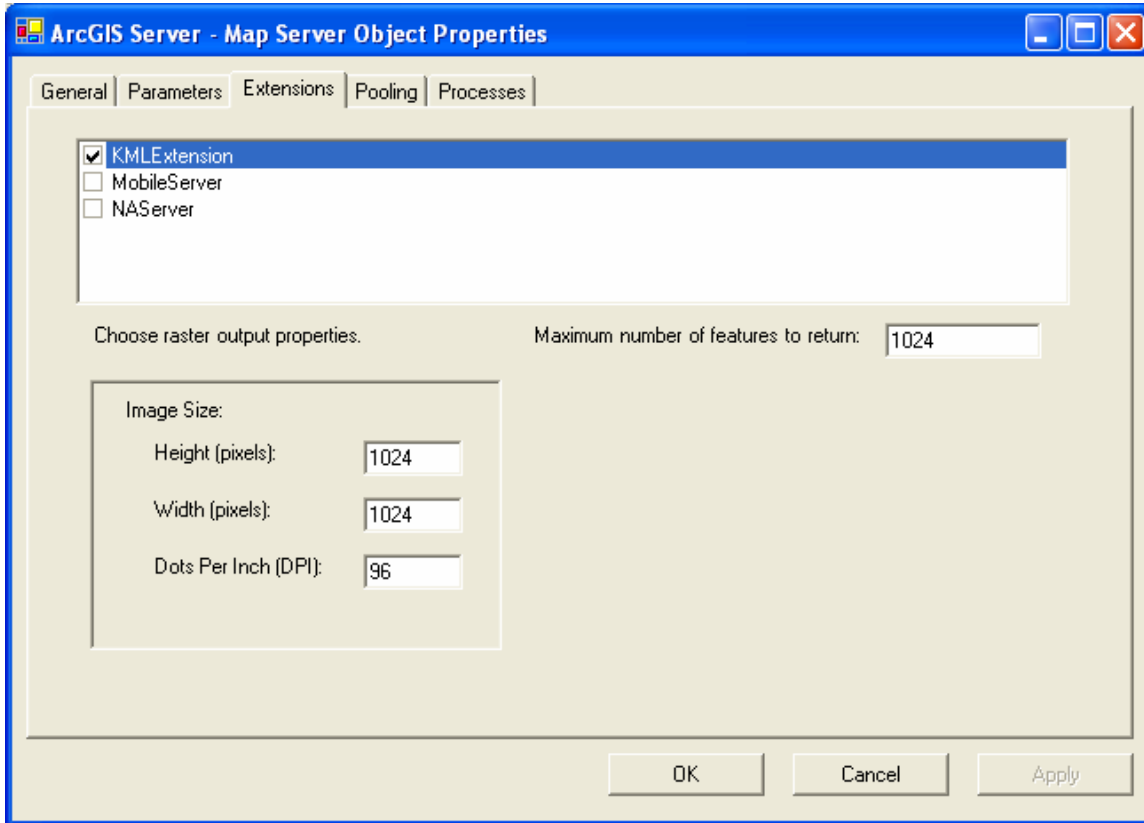 ArcGIS Server - Map Server Object Properties
General Parameters Extensions Pooling Processes
KMLExtension
MobileServer
NAServer
Choose raster output properties. Maximum number of features to return: 1024
Image Size:
Height (pixels): 1024
Width (pixels): 1024
Dots Per Inch (DPI): 96
OK Cancel Apply